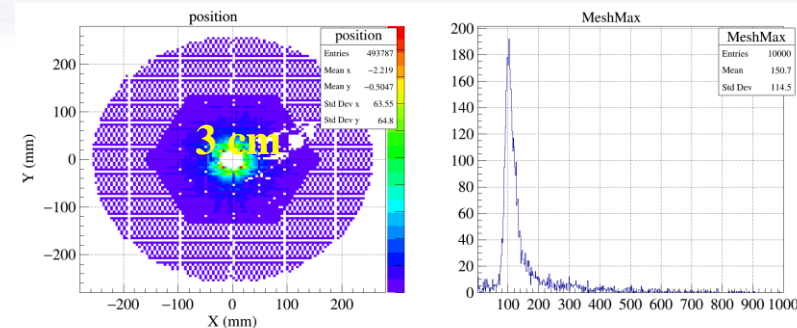 position
position
Entries 493787
Mean x −2.219
Mean y −0.5047
Std Dev x 63.55
Std Dev y 64.8
3 cm
200
100
0
−100
−200
Y (mm)
−200 −100 0 100 200
X (mm)
MeshMax
MeshMax
Entries 10000
Mean 150.7
Std Dev 114.5
200
180
160
140
120
100
80
60
40
20
0
100 200 300 400 500 600 700 800 900 1000